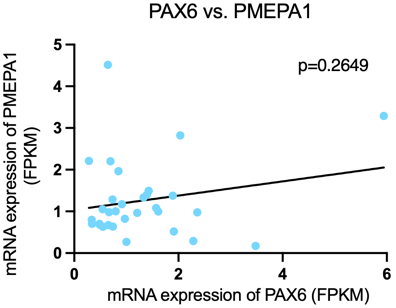 PAX6 vs. PMEPA1
p=0.2649
mRNA expression of PMEPA1
(FPKM)
5
4
3
2
1
0
0 2 4 6
mRNA expression of PAX6 (FPKM)